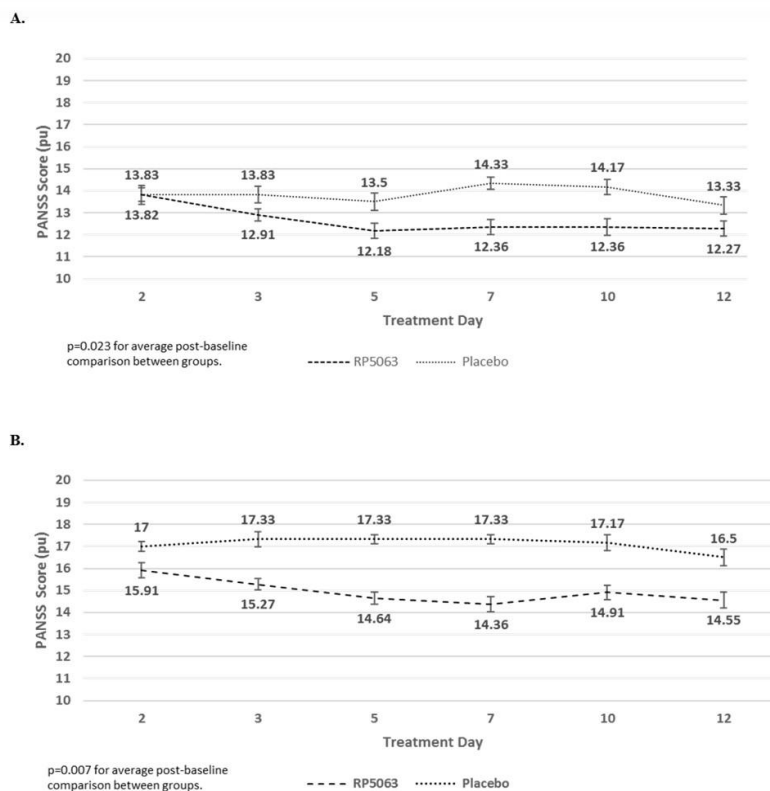 A.
20
19
18
17
16
15
14
13
12
11
10
PANSS Score (pu)
13.83 13.83 13.5 14.33 14.17 13.33
13.82 12.91 12.18 12.36 12.36 12.27
2 3 5 7 10 12
Treatment Day
p=0.023 for average post-baseline
comparison between groups.
RP5063 Placebo
B.
20
19
18
17
16
15
14
13
12
11
10
PANSS Score (pu)
17 17.33 17.33 17.33 17.17 16.5
15.91 15.27 14.64 14.36 14.91 14.55
2 3 5 7 10 12
Treatment Day
p=0.007 for average post-baseline
comparison between groups.
RP5063 Placebo